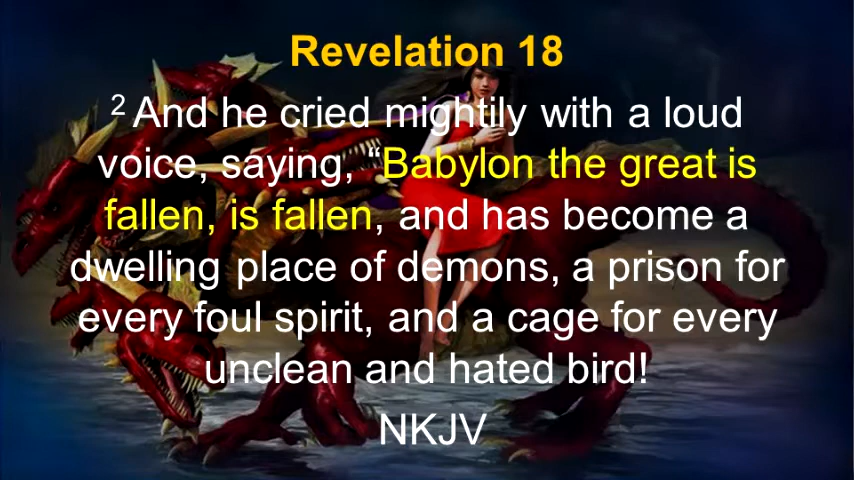 Revelation 18
2 And he cried mightily with a loud
voice, saying, “Babylon the great is
fallen, is fallen, and has become a
dwelling place of demons, a prison for
every foul spirit, and a cage for every
unclean and hated bird!
NKJV